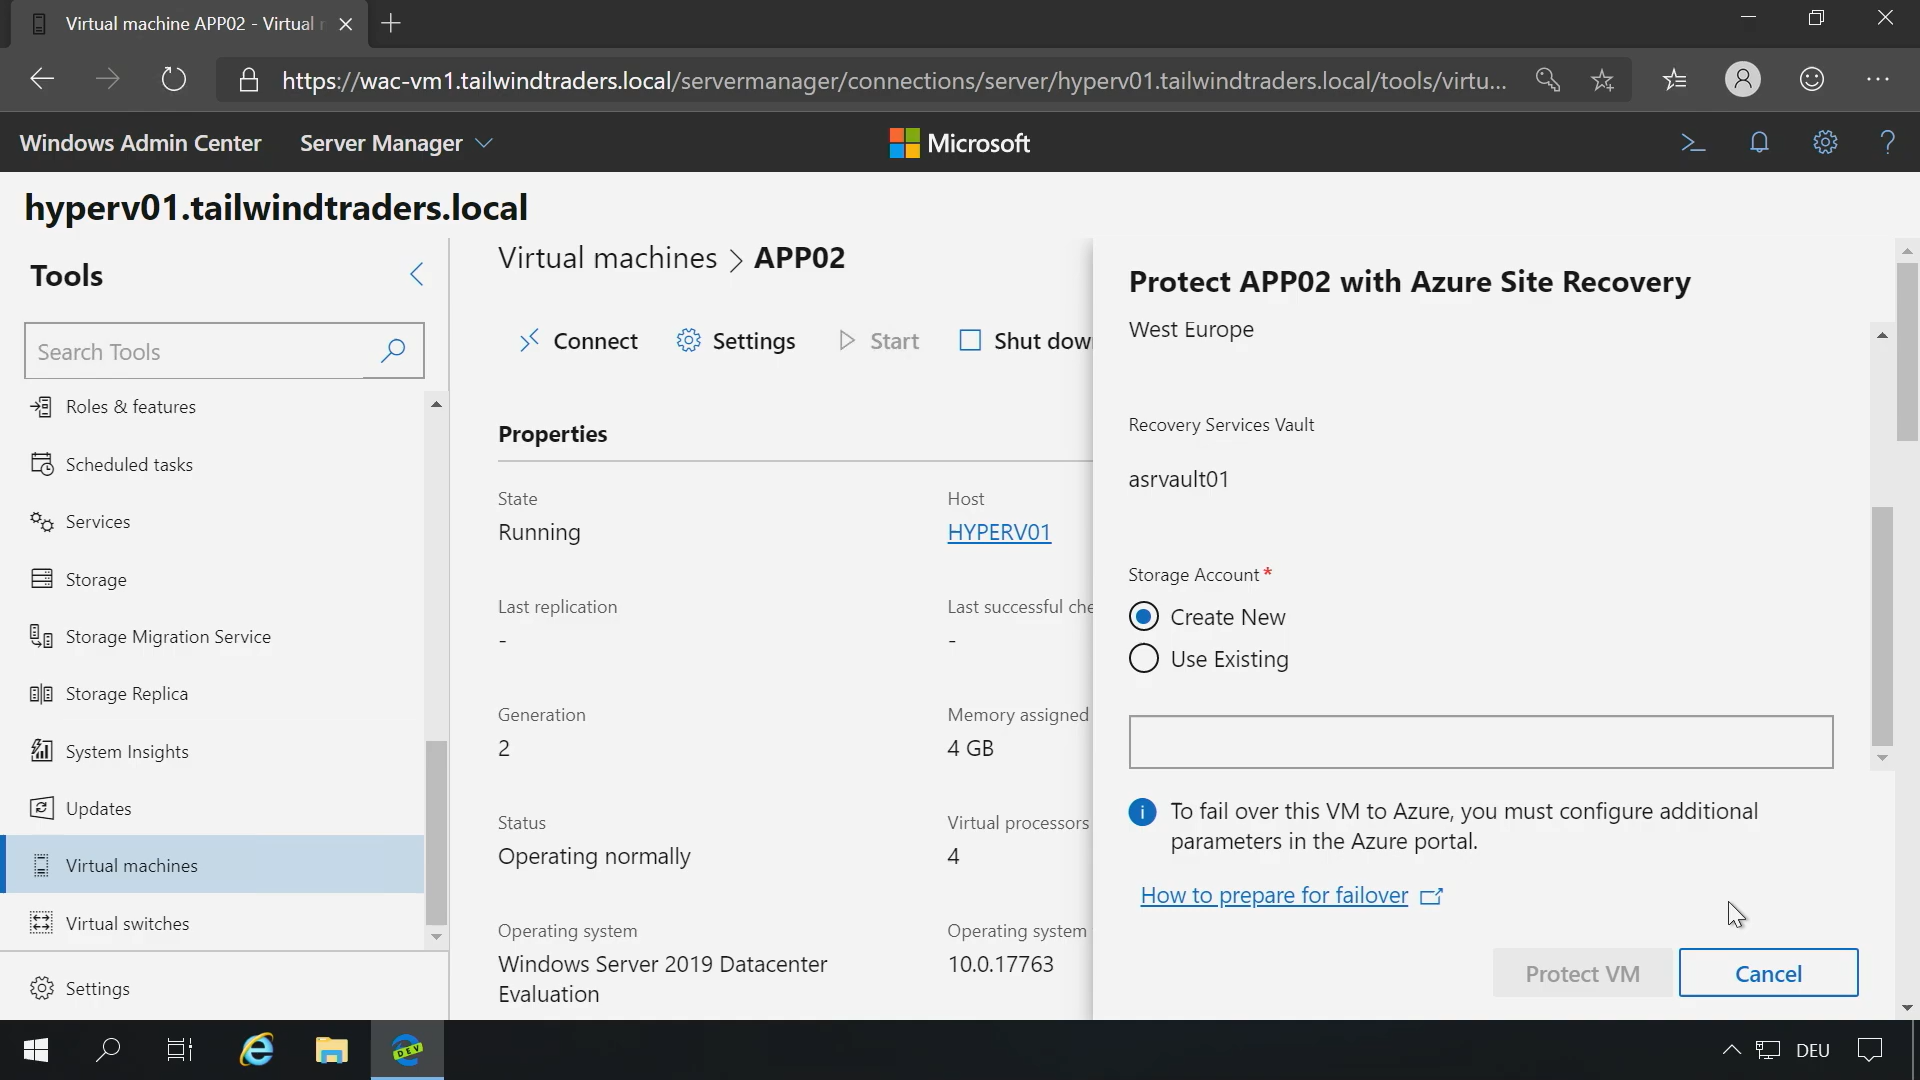 Virtual machine APP02 - Virtual
https://wac-vm1.tailwindtraders.local/servermanager/connections/server/hyperv01.tailwindtraders.local/tools/virtu...
Windows Admin Center
Server Manager
Microsoft
hyperv01.tailwindtraders.local
Tools
Search Tools
Roles & features
Scheduled tasks
Services
Storage
Storage Migration Service
Storage Replica
System Insights
Updates
Virtual machines
Virtual switches
Settings
Virtual machines > APP02
Connect
Settings
Start
Shut dow
Properties
State
Running
Host
HYPERV01
Last replication
-
Last successful che
-
Generation
2
Memory assigned
4 GB
Status
Operating normally
Virtual processors
4
Operating system
Windows Server 2019 Datacenter
Evaluation
Operating system
10.0.17763
Protect APP02 with Azure Site Recovery
West Europe
Recovery Services Vault
asrvault01
Storage Account *
Create New
Use Existing
To fail over this VM to Azure, you must configure additional
parameters in the Azure portal.
How to prepare for failover
Protect VM
Cancel
DEV
DEU